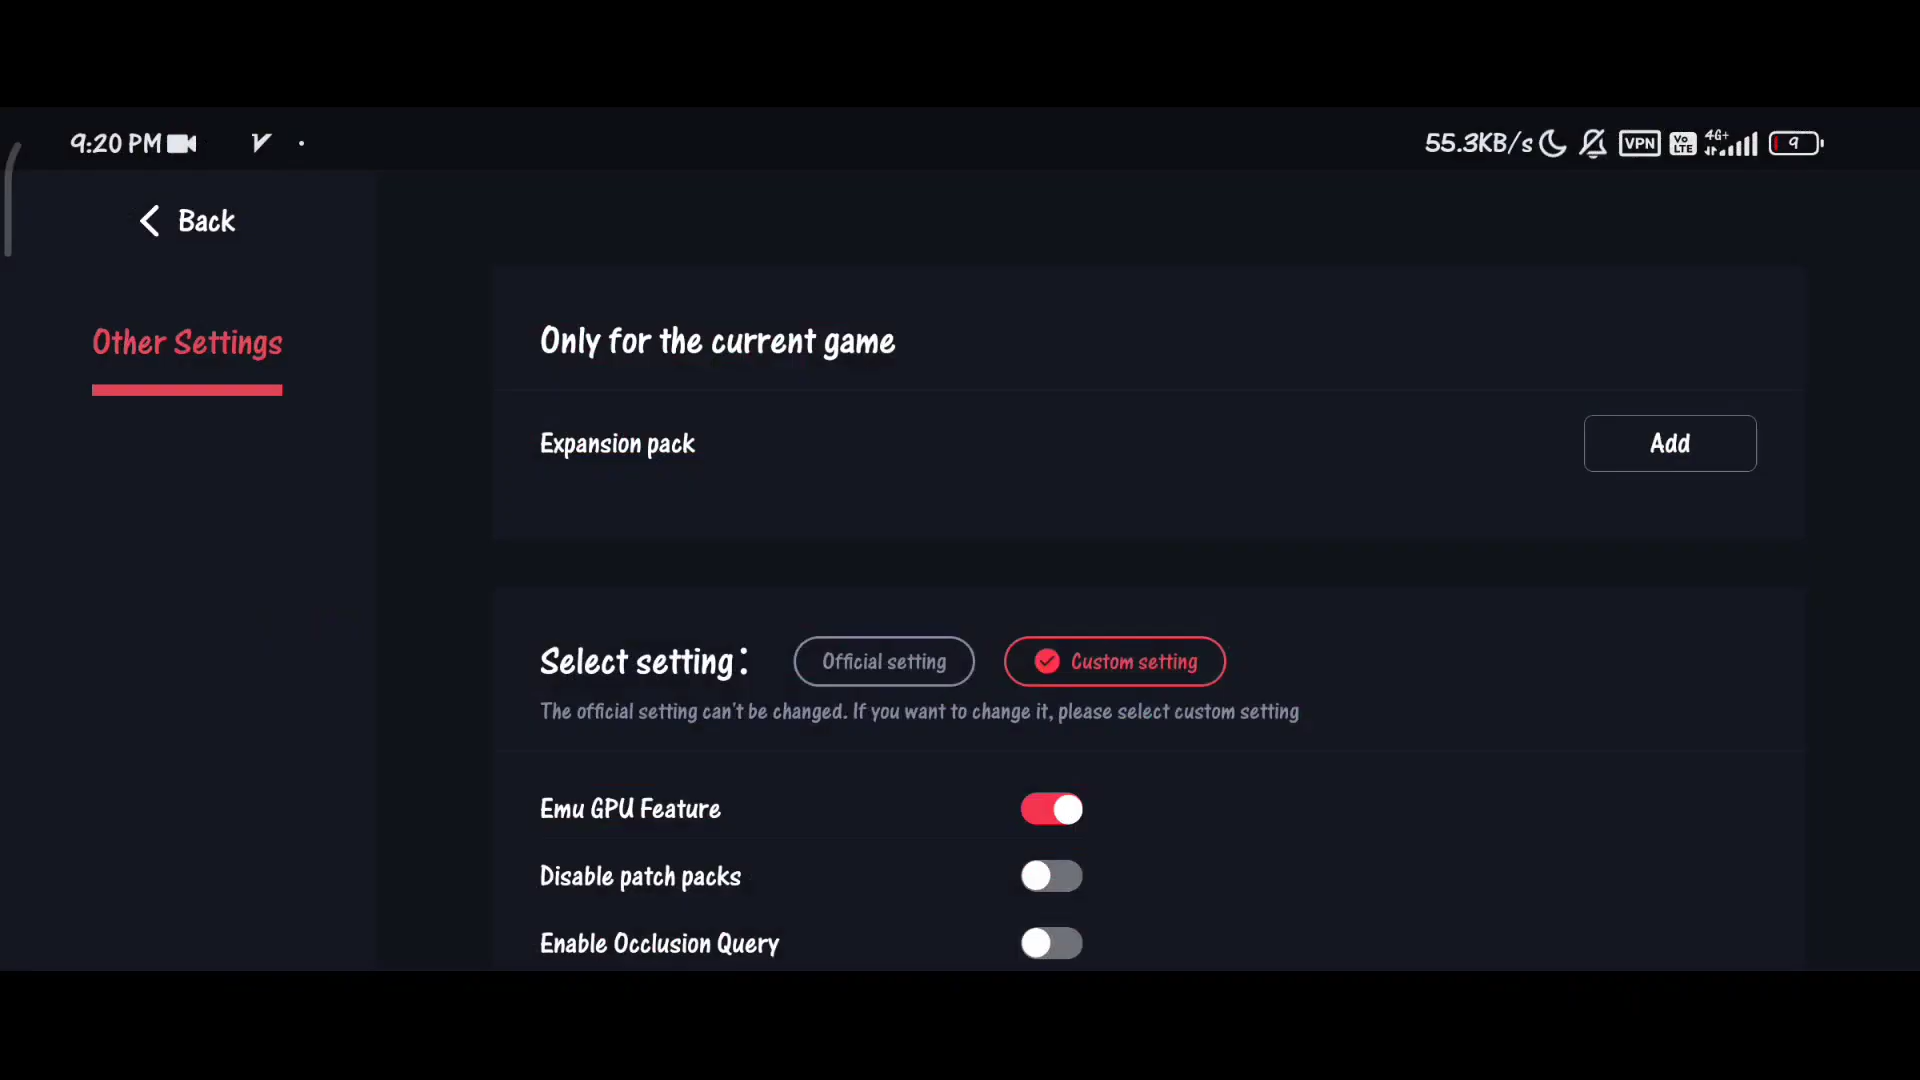 9:20 PM
55.3KB/s VPN Vo LTE 4G+ 9
Back
Other Settings
Only for the current game
Expansion pack
Add
Select setting:
Official setting
Custom setting
The official setting can't be changed. If you want to change it, please select custom setting
Emu GPU Feature
Disable patch packs
Enable Occlusion Query